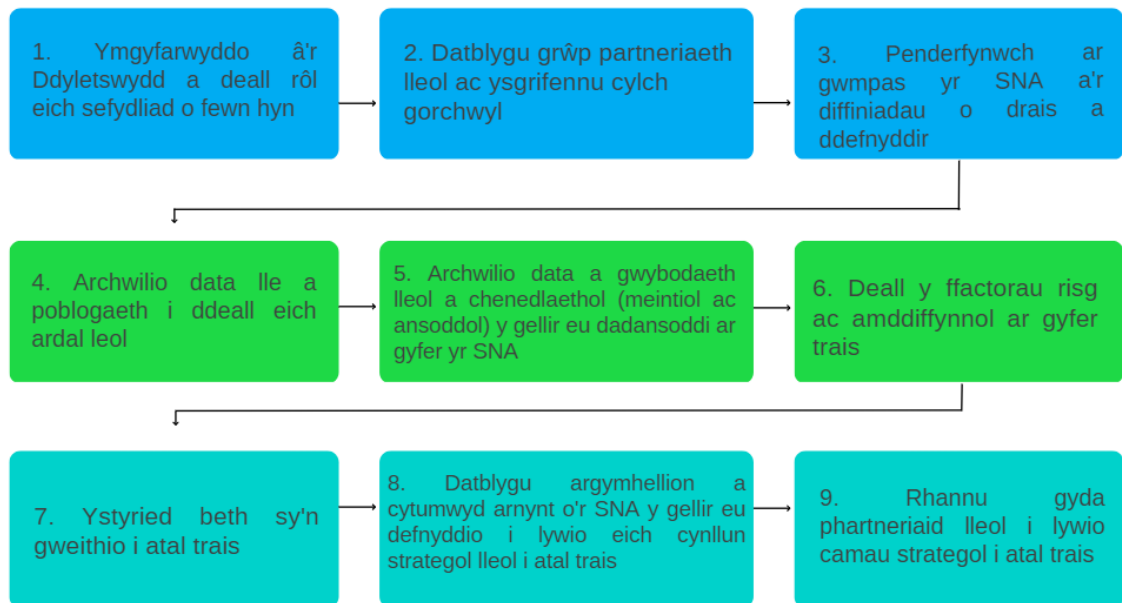 1. Ymgyfarwyddo â'r
Ddyletswydd a deall rôl
eich sefydliad o fewn hyn
2. Datblygu grŵp partneriaeth
lleol ac ysgrifennu cylch
gorchwyl
3. Penderfynwch ar
gwmpas yr SNA a'r
diffiniadau o drais a
ddefnyddir
4. Archwilio data lle a
poblogaeth i ddeall eich
ardal leol
5. Archwilio data a gwybodaeth
lleol a chenedlaethol (meintiol ac
ansoddol) y gellir eu dadansoddi ar
gyfer yr SNA
6. Deall y ffactorau risg
ac amddiffynnol ar gyfer
trais
7. Ystyried beth sy'n
gweithio i atal trais
8. Datblygu argymhellion a
cytumwyd arnynt o'r SNA y gellir eu
defnyddio i lywio eich cynllun
strategol lleol i atal trais
9. Rhannu gyda
phartneriaid lleol i lywio
camau strategol i atal trais